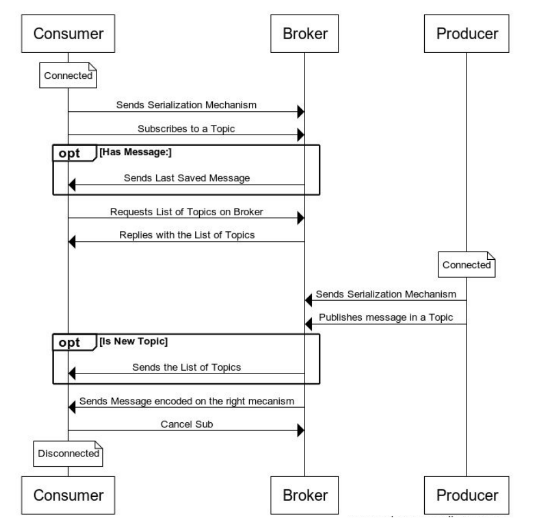 Consumer
Broker
Producer
Connected
Sends Serialization Mechanism
Subscribes to a Topic
opt
[Has Message:]
Sends Last Saved Message
Requests List of Topics on Broker
Replies with the List of Topics
Connected
Sends Serialization Mechanism
Publishes message in a Topic
opt
[Is New Topic]
Sends the List of Topics
Sends Message encoded on the right mecanism
Cancel Sub
Disconnected
Consumer
Broker
Producer